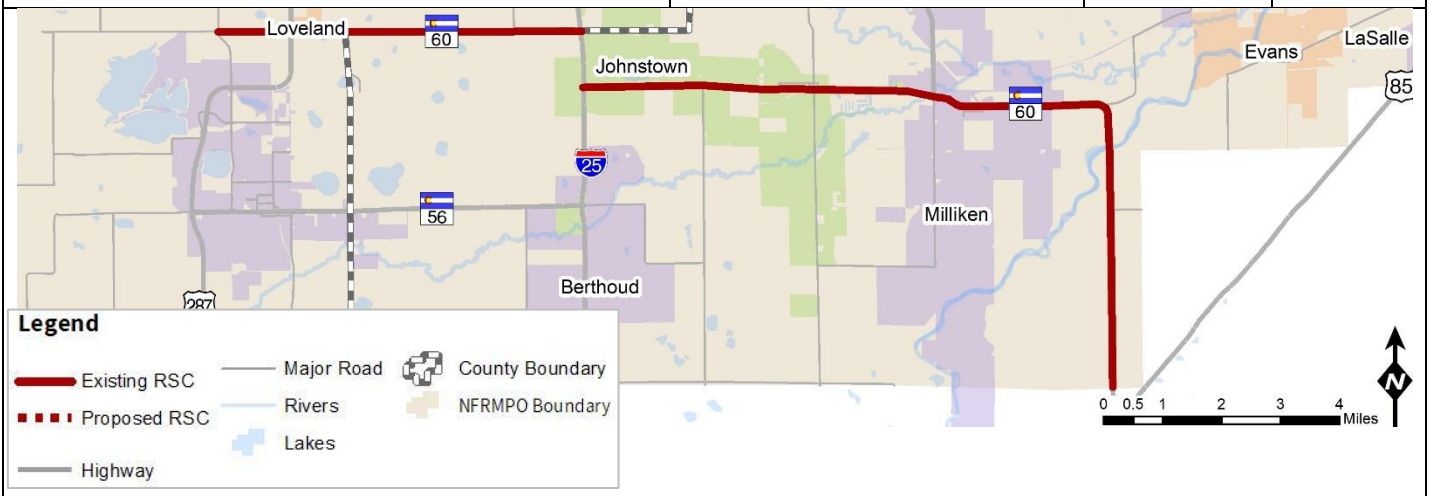 Loveland
60
Johnstown
Evans
LaSalle
85
60
25
56
Milliken
Berthoud
287
Legend
Existing RSC
Proposed RSC
Highway
Major Road
Rivers
Lakes
County Boundary
NFRMPO Boundary
N
0 0.5 1 2 3 4
Miles